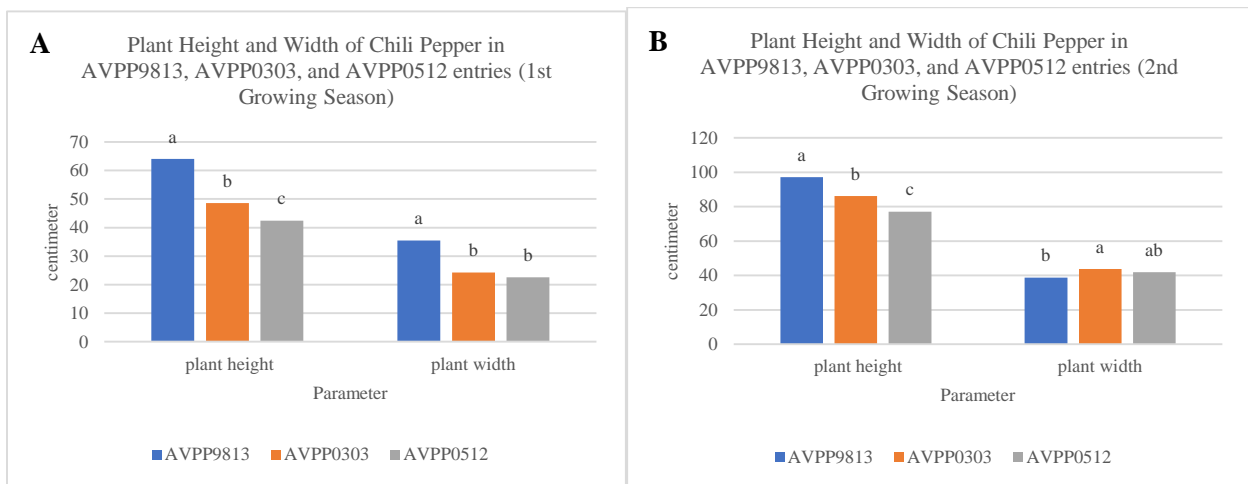 A
Plant Height and Width of Chili Pepper in
AVPP9813, AVPP0303, and AVPP0512 entries (1st
Growing Season)
70
60
50
40
30
20
10
0
centimeter
a
b
c
a
b
b
plant height
plant width
Parameter
AVPP9813
AVPP0303
AVPP0512
B
Plant Height and Width of Chili Pepper in
AVPP9813, AVPP0303, and AVPP0512 entries (2nd
Growing Season)
120
100
80
60
40
20
0
centimeter
a
b
c
b
a
ab
plant height
plant width
Parameter
AVPP9813
AVPP0303
AVPP0512